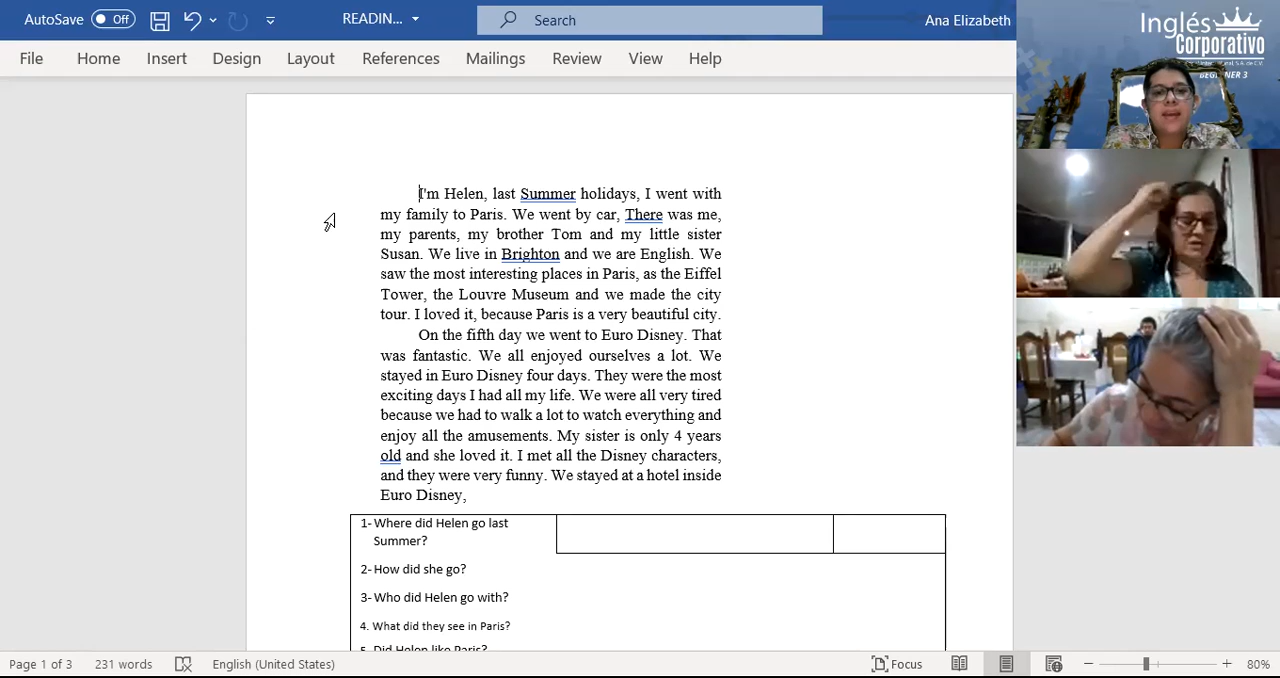 AutoSave Off READIN... Search Ana Elizabeth
File Home Insert Design Layout References Mailings Review View Help
Inglés
Corporativo
BEGINNER 3
I'm Helen, last Summer holidays, I went with
my family to Paris. We went by car, There was me,
my parents, my brother Tom and my little sister
Susan. We live in Brighton and we are English. We
saw the most interesting places in Paris, as the Eiffel
Tower, the Louvre Museum and we made the city
tour. I loved it, because Paris is a very beautiful city.
On the fifth day we went to Euro Disney. That
was fantastic. We all enjoyed ourselves a lot. We
stayed in Euro Disney four days. They were the most
exciting days I had all my life. We were all very tired
because we had to walk a lot to watch everything and
enjoy all the amusements. My sister is only 4 years
old and she loved it. I met all the Disney characters,
and they were very funny. We stayed at a hotel inside
Euro Disney,
1- Where did Helen go last
Summer?
2- How did she go?
3- Who did Helen go with?
4. What did they see in Paris?
5. Did Helen like Paris?
Page 1 of 3 231 words English (United States) Focus 80%